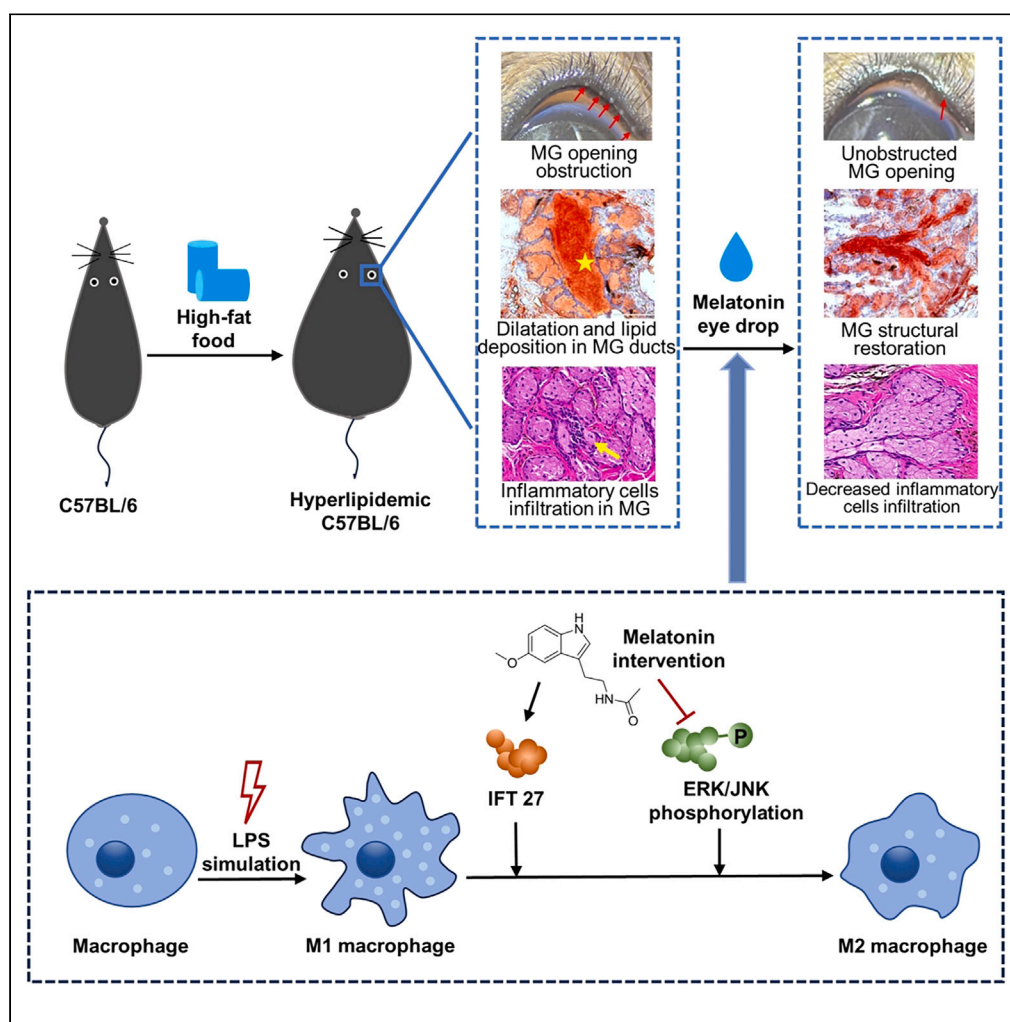 High-fat
food
C57BL/6
Hyperlipidemic
C57BL/6
MG opening
obstruction
Dilatation and lipid
deposition in MG ducts
Inflammatory cells
infiltration in MG
Melatonin
eye drop
Unobstructed
MG opening
MG structural
restoration
Decreased inflammatory
cells infiltration
H
N
O
HN
O
Melatonin
intervention
P
IFT 27
ERK/JNK
phosphorylation
LPS
simulation
Macrophage
M1 macrophage
M2 macrophage